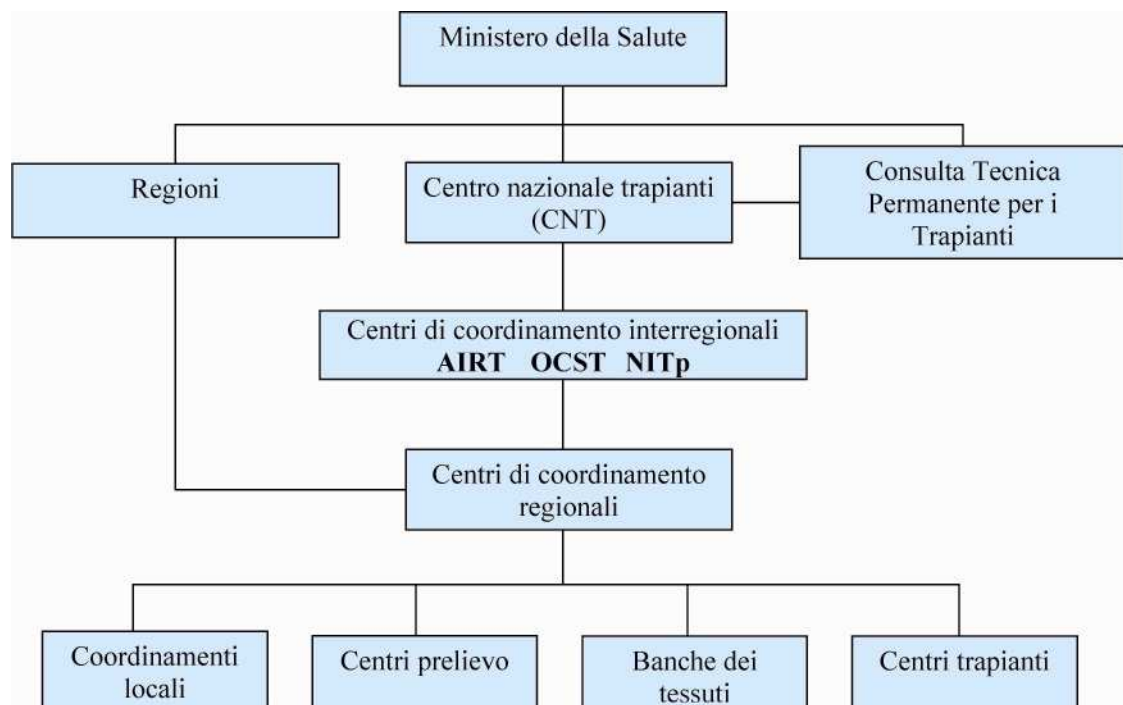 Ministero della Salute
Regioni
Centro nazionale trapianti
(CNT)
Consulta Tecnica
Permanente per i
Trapianti
Centri di coordinamento interregionali
AIRT OCST NITp
Centri di coordinamento
regionali
Coordinamenti
locali
Centri prelievo
Banche dei
tessuti
Centri trapianti